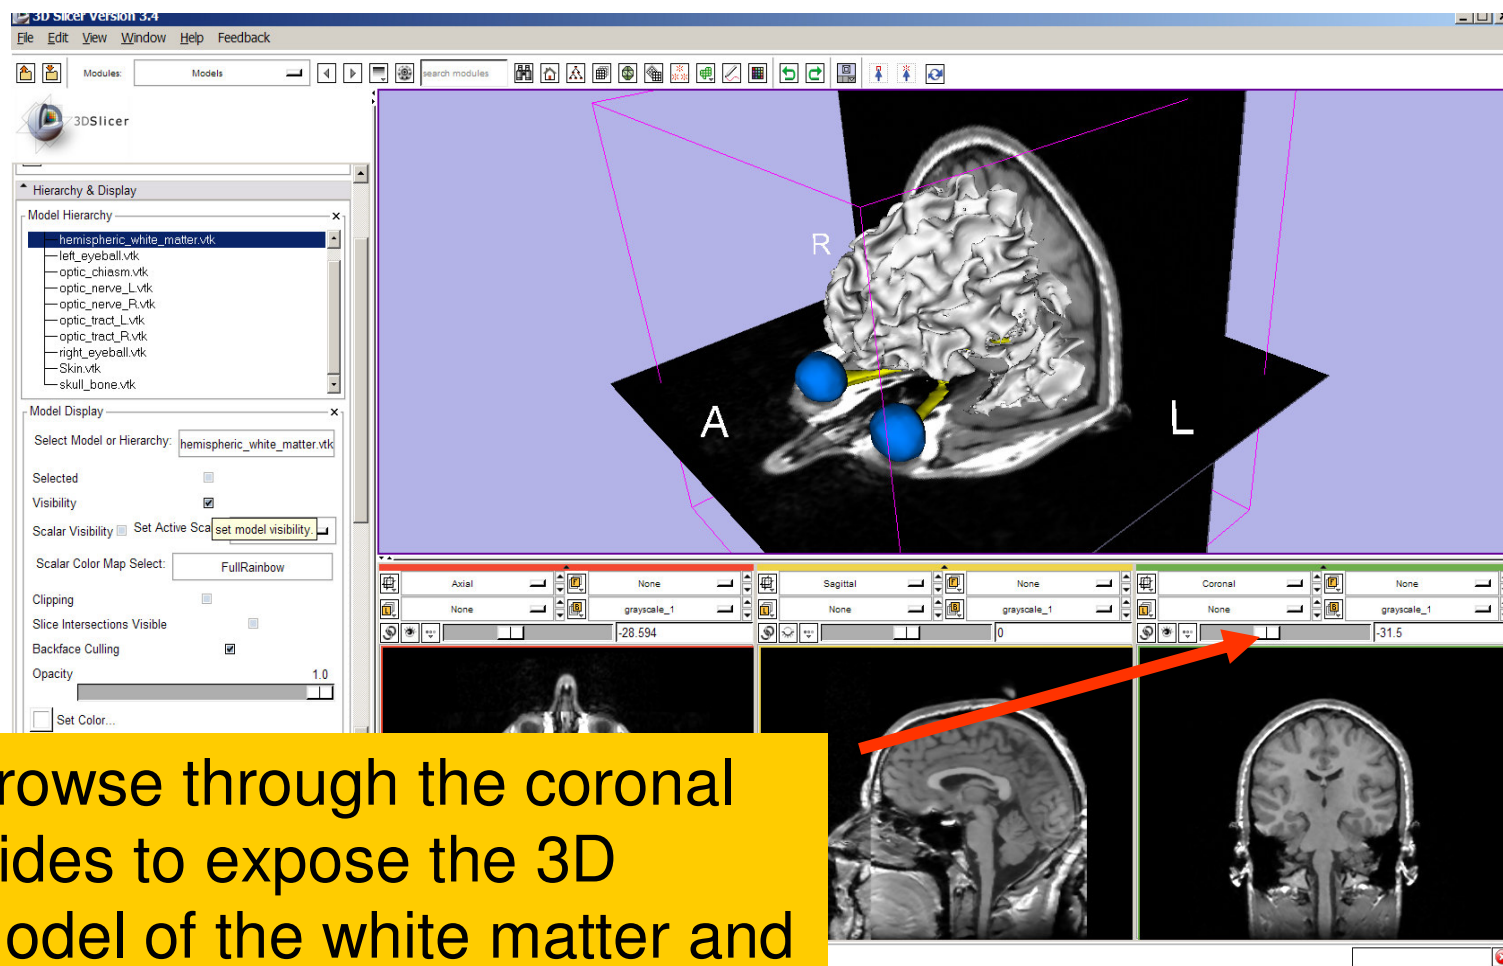 3D Slicer Version 3.4
File Edit View Window Help Feedback
Modules: Models search modules
3DSlicer
Hierarchy & Display
Model Hierarchy
hemispheric_white_matter.vtk
left_eyeball.vtk
optic_chiasm.vtk
optic_nerve_L.vtk
optic_nerve_R.vtk
optic_tract_L.vtk
optic_tract_R.vtk
right_eyeball.vtk
Skin.vtk
skull_bone.vtk
Model Display
Select Model or Hierarchy: hemispheric_white_matter.vtk
Selected
Visibility
Scalar Visibility Set Active Sca
set model visibility.
Scalar Color Map Select: FullRainbow
Clipping
Slice Intersections Visible
Backface Culling
Opacity 1.0
Set Color...
R
A
L
Axial None
None grayscale_1
-28.594
Sagittal None
None grayscale_1
0
Coronal None
None grayscale_1
-31.5
rowse through the coronal
ides to expose the 3D
odel of the white matter and